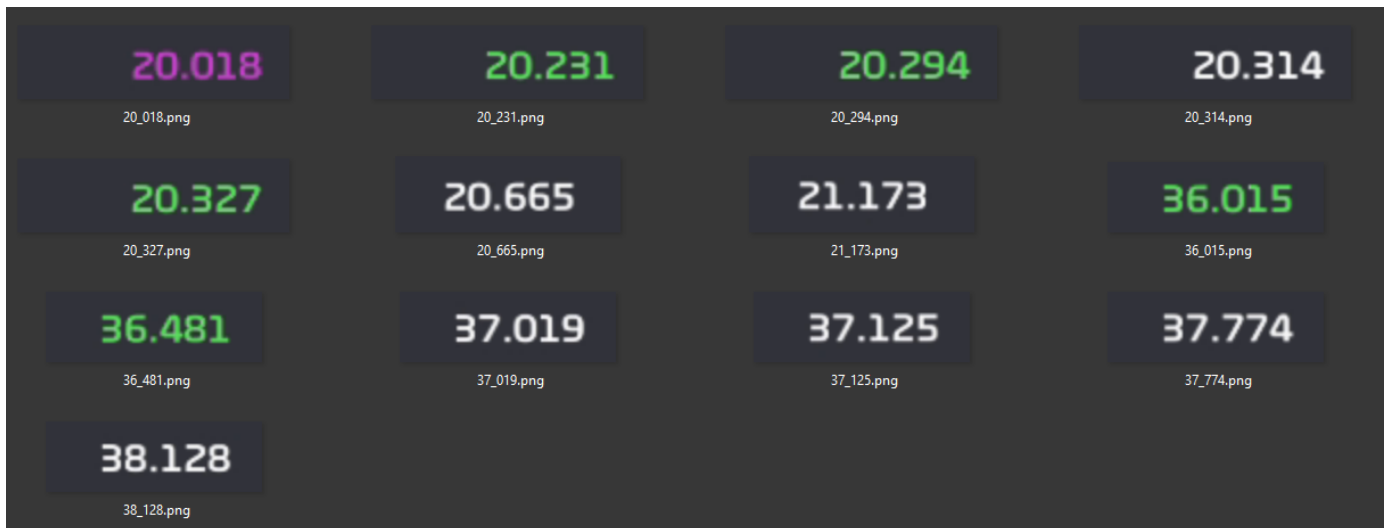 20.018 20.231 20.294 20.314
20_018.png 20_231.png 20_294.png 20_314.png
20.327 20.665 21.173 36.015
20_327.png 20_665.png 21_173.png 36_015.png
36.481 37.019 37.125 37.774
36_481.png 37_019.png 37_125.png 37_774.png
38.128
38_128.png